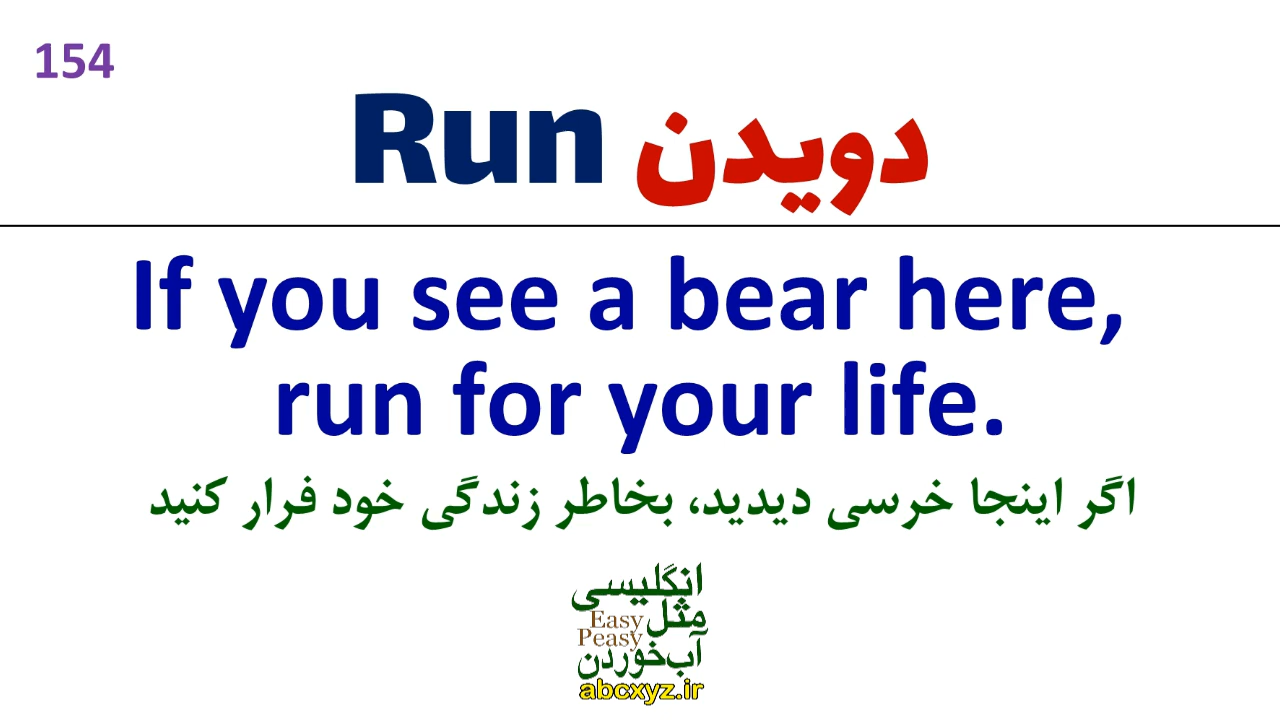 154
Run دویدن
If you see a bear here,
run for your life.
اگر اینجا خرسی دیدید، بخاطر زندگی خود فرار کنید
انگلیسی
مثل Easy
Peasy
آب‌خوردن
abcxyz.ir